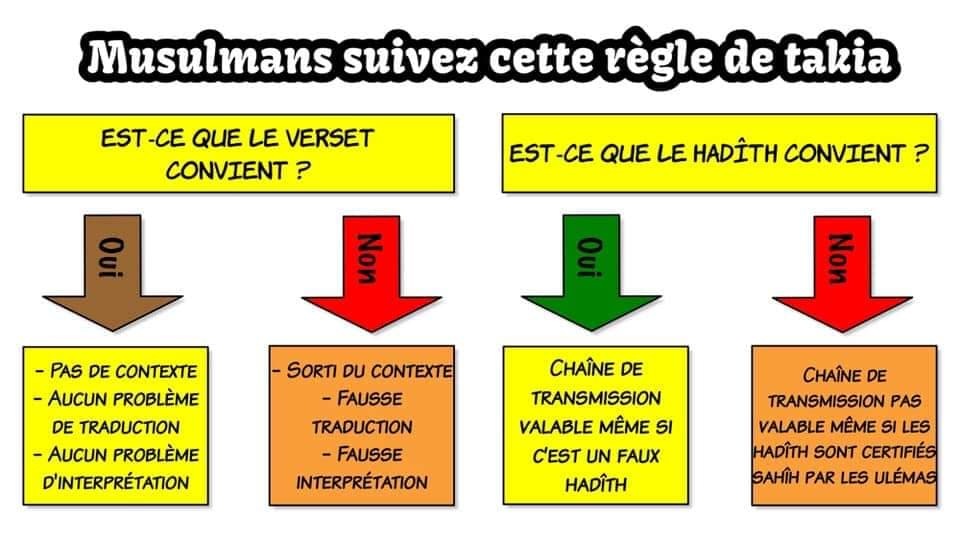 Musulmans suivez cette règle de takia
EST-CE QUE LE VERSET
CONVIENT ?
EST-CE QUE LE HADÎTH CONVIENT ?
Oui
Non
Oui
Non
- PAS DE CONTEXTE
- AUCUN PROBLÈME
DE TRADUCTION
- AUCUN PROBLÈME
D'INTERPRÉTATION
- SORTI DU CONTEXTE
- FAUSSE
TRADUCTION
- FAUSSE
INTERPRÉTATION
CHAÎNE DE
TRANSMISSION
VALABLE MÊME SI
C'EST UN FAUX
HADÎTH
CHAÎNE DE
TRANSMISSION PAS
VALABLE MÊME SI LES
HADÎTH SONT CERTIFIÉS
SAHÎH PAR LES ULÉMAS